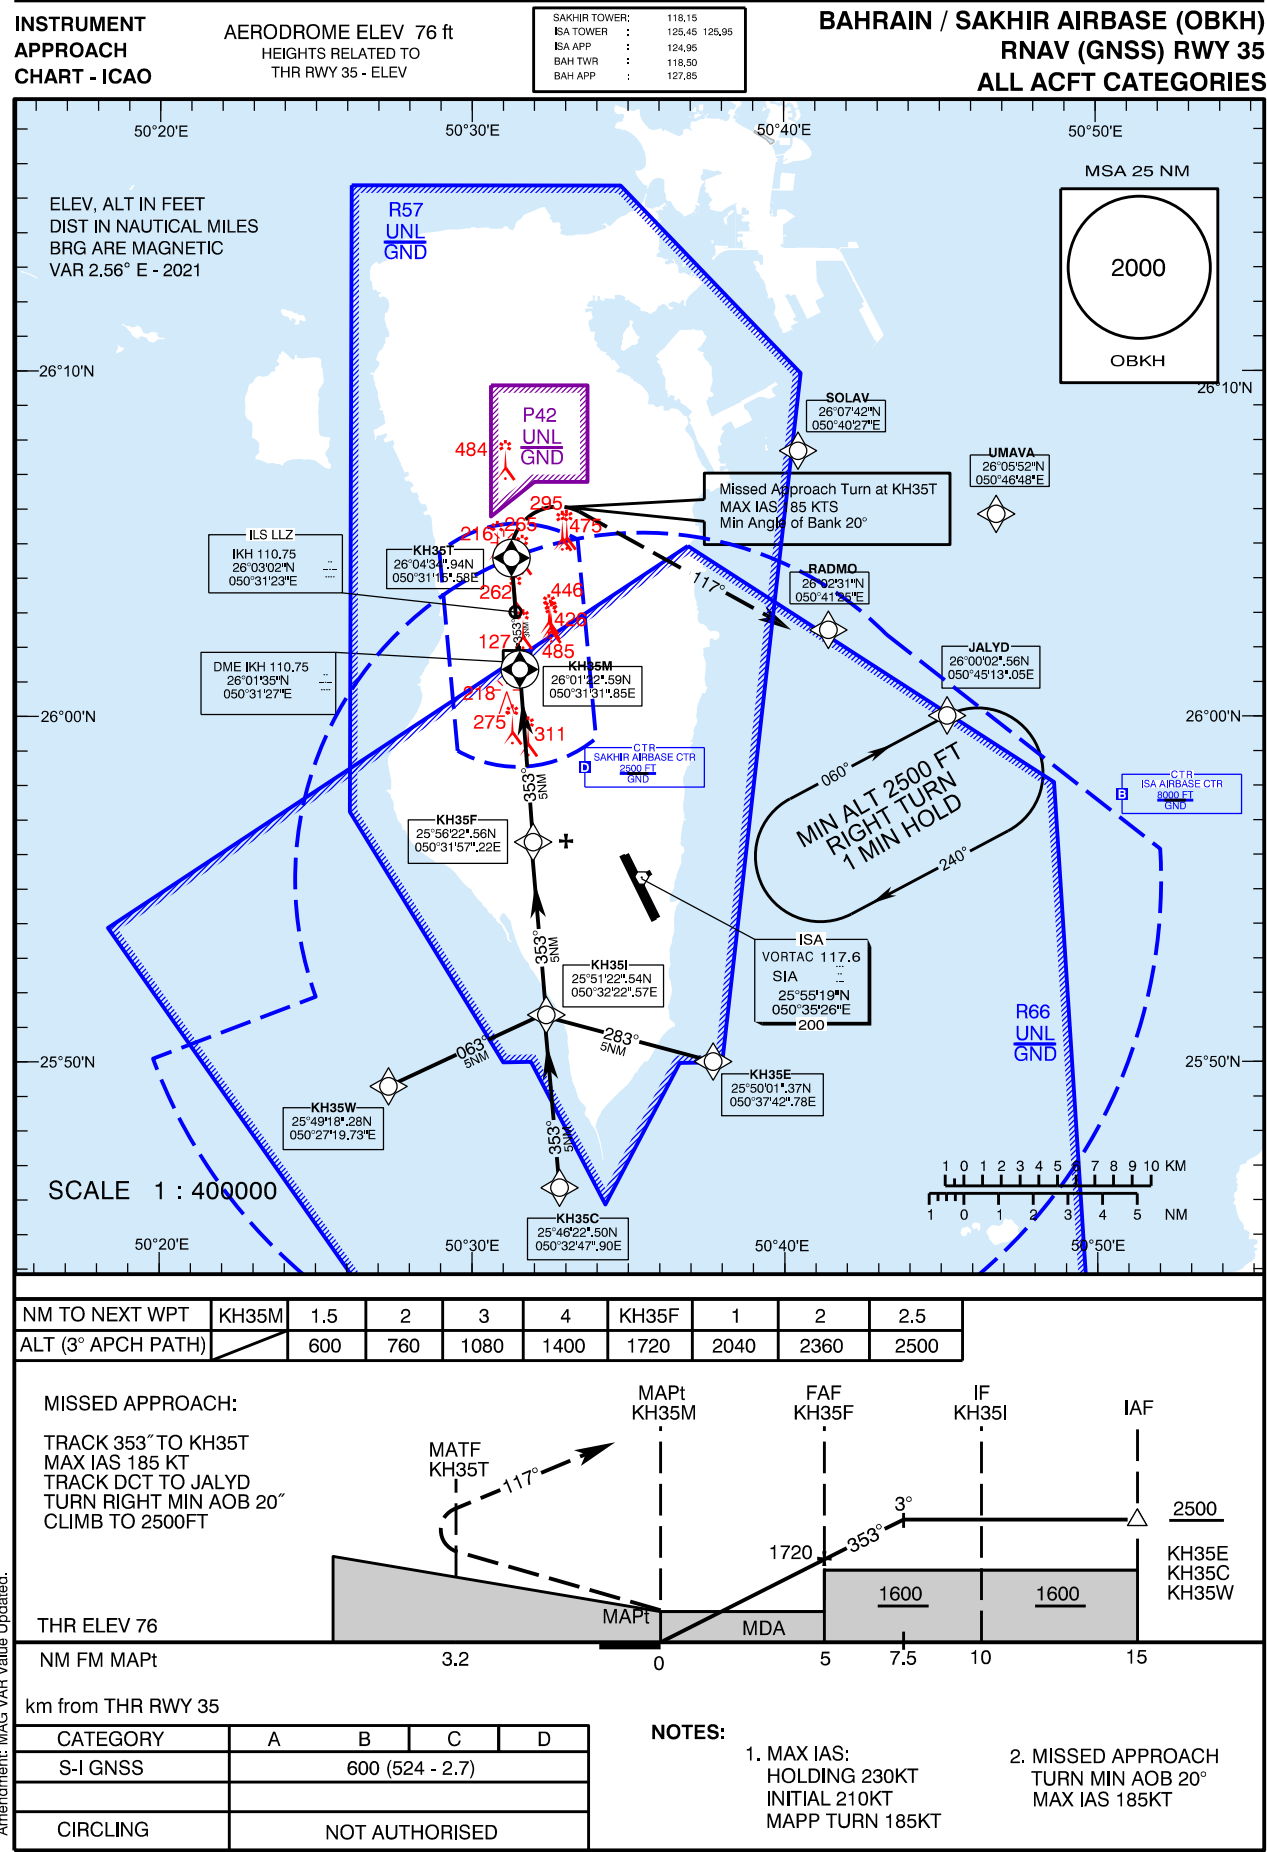 INSTRUMENT
APPROACH
CHART - ICAO
AERODROME ELEV 76 ft
HEIGHTS RELATED TO
THR RWY 35 - ELEV
SAKHIR TOWER: 118,15
ISA TOWER : 125,45 125,95
ISA APP : 124,95
BAH TWR : 118,50
BAH APP : 127,85
BAHRAIN / SAKHIR AIRBASE (OBKH)
RNAV (GNSS) RWY 35
ALL ACFT CATEGORIES
50°20'E
50°30'E
50°40'E
50°50'E
ELEV, ALT IN FEET
DIST IN NAUTICAL MILES
BRG ARE MAGNETIC
VAR 2.56° E - 2021
R57
UNL
GND
MSA 25 NM
2000
OBKH
26°10'N
26°10'N
P42
UNL
GND
484
SOLAV
26°07'42"N
050°40'27"E
UMAVA
26°05'52"N
050°46'48"E
Missed Approach Turn at KH35T
MAX IAS 185 KTS
Min Angle of Bank 20°
295
216
265
475
ILS LLZ
IKH 110.75
26°03'02"N
050°31'23"E
KH35T
26°04'34".94N
050°31'15".58E
262
446
426
485
127
353°
3NM
117°
RADMO
26°02'31"N
050°41'25"E
JALYD
26°00'02".56N
050°45'13".05E
DME IKH 110.75
26°01'35"N
050°31'27"E
KH35M
26°01'22".59N
050°31'31".85E
218
275
311
26°00'N
26°00'N
CTR
SAKHIR AIRBASE CTR
D
2500 FT
GND
060°
MIN ALT 2500 FT
RIGHT TURN
1 MIN HOLD
240°
CTR
ISA AIRBASE CTR
B
8000 FT
GND
353°
5NM
KH35F
25°56'22".56N
050°31'57".22E
353°
5NM
ISA
VORTAC 117.6
SIA
25°55'19"N
050°35'26"E
200
KH35I
25°51'22".54N
050°32'22".57E
R66
UNL
GND
063°
5NM
283°
5NM
25°50'N
25°50'N
KH35E
25°50'01".37N
050°37'42".78E
KH35W
25°49'18".28N
050°27'19.73"E
353°
5NM
SCALE 1 : 400000
1 0 1 2 3 4 5 6 7 8 9 10 KM
1 0 1 2 3 4 5 NM
KH35C
25°46'22".50N
050°32'47".90E
50°20'E
50°30'E
50°40'E
50°50'E
NM TO NEXT WPT KH35M 1.5 2 3 4 KH35F 1 2 2.5
ALT (3° APCH PATH) 600 760 1080 1400 1720 2040 2360 2500
MISSED APPROACH:
TRACK 353˝ TO KH35T
MAX IAS 185 KT
TRACK DCT TO JALYD
TURN RIGHT MIN AOB 20˝
CLIMB TO 2500FT
MATF
KH35T
117°
MAPt
KH35M
FAF
KH35F
IF
KH35I
IAF
3°
353°
1720
2500
KH35E
KH35C
KH35W
1600
1600
MAPt
MDA
THR ELEV 76
NM FM MAPt 3.2 0 5 7.5 10 15
km from THR RWY 35
CATEGORY A B C D
S-I GNSS 600 (524 - 2.7)
CIRCLING NOT AUTHORISED
NOTES:
1. MAX IAS:
HOLDING 230KT
INITIAL 210KT
MAPP TURN 185KT
2. MISSED APPROACH
TURN MIN AOB 20°
MAX IAS 185KT
Amendment: MAG VAR value Updated.